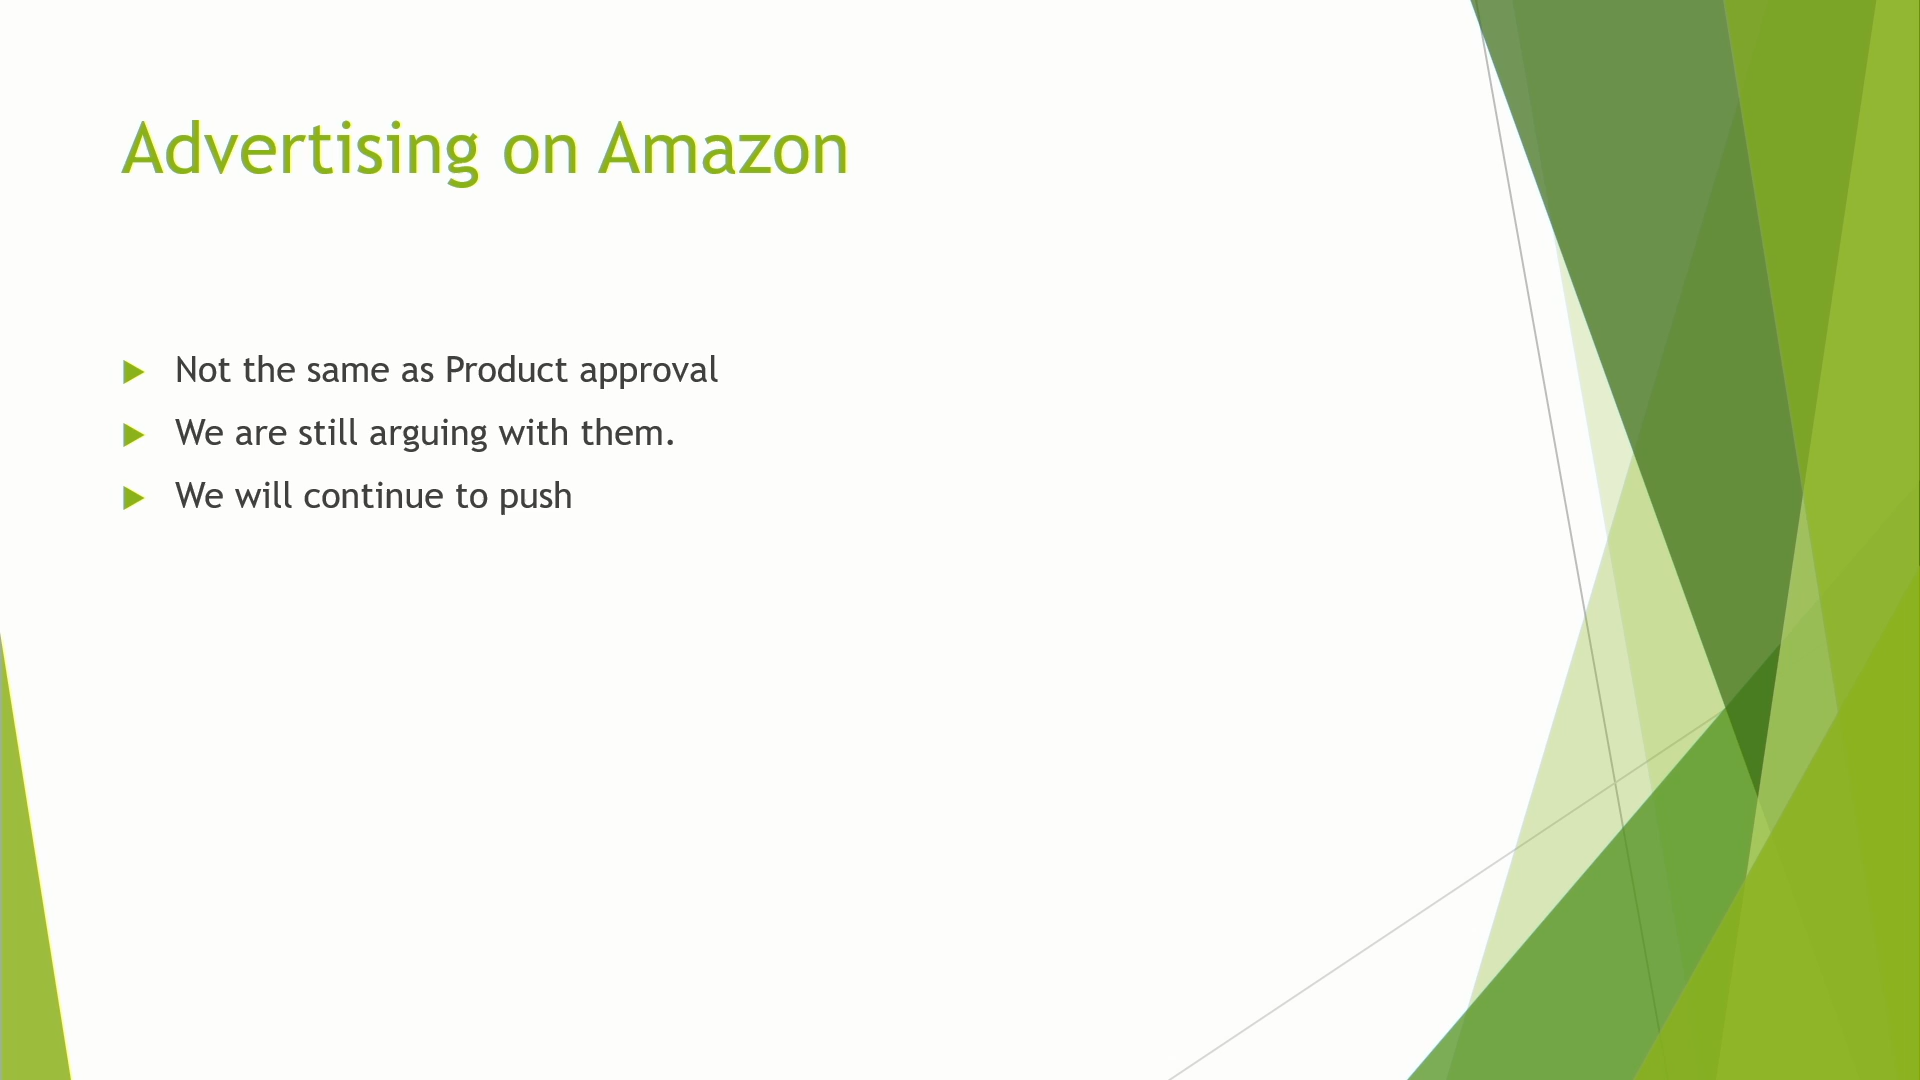 Advertising on Amazon
Not the same as Product approval
We are still arguing with them.
We will continue to push